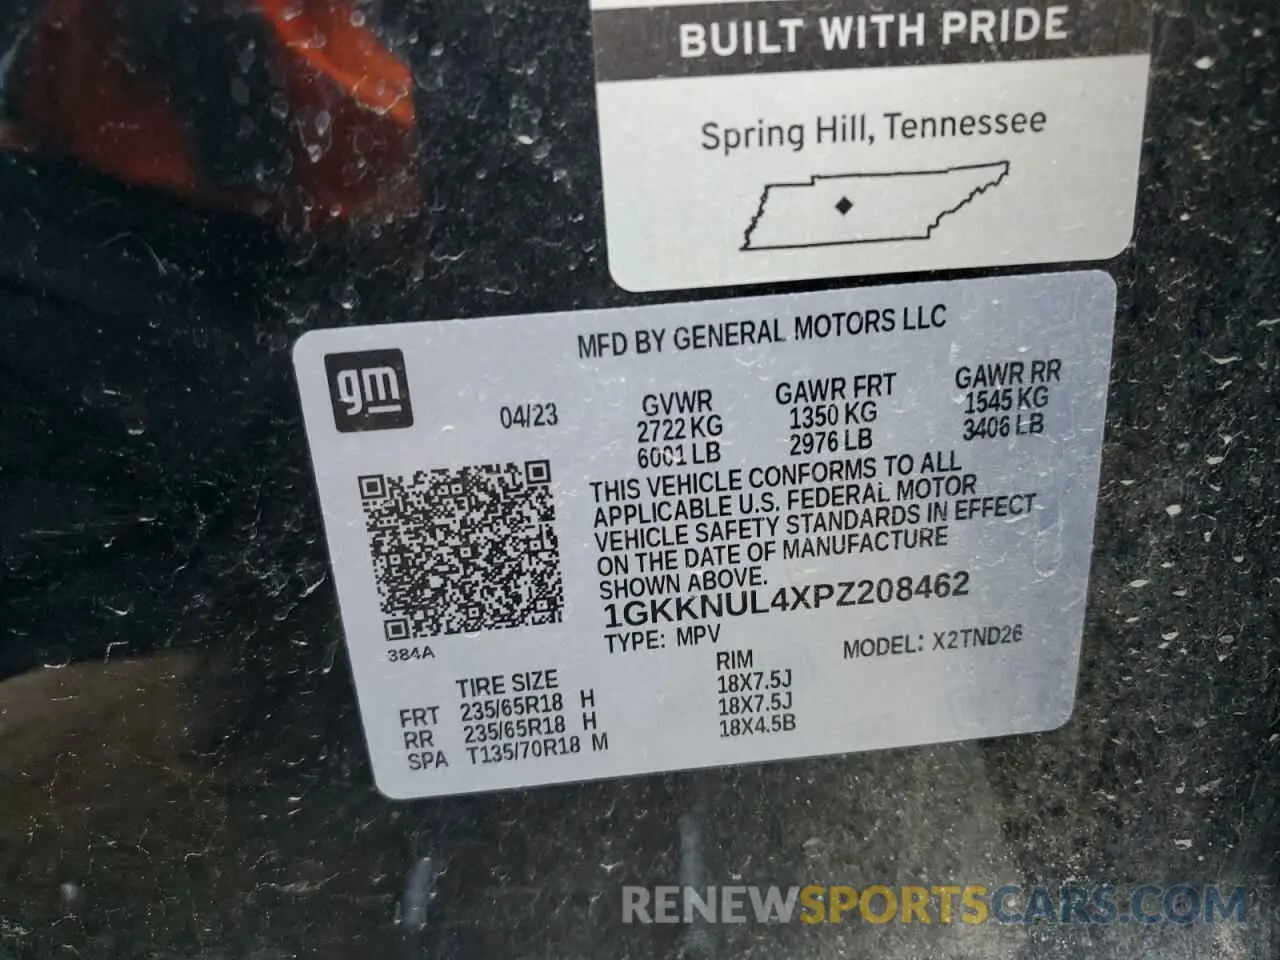 BUILT WITH PRIDE
Spring Hill, Tennessee
MFD BY GENERAL MOTORS LLC
gm
04/23
GVWR
2722 KG
6001 LB
GAWR FRT
1350 KG
2976 LB
GAWR RR
1545 KG
3406 LB
THIS VEHICLE CONFORMS TO ALL
APPLICABLE U.S. FEDERAL MOTOR
VEHICLE SAFETY STANDARDS IN EFFECT
ON THE DATE OF MANUFACTURE
SHOWN ABOVE.
1GKKNUL4XPZ208462
TYPE: MPV
MODEL: X2TND26
384A
TIRE SIZE RIM
FRT 235/65R18 H 18X7.5J
RR 235/65R18 H 18X7.5J
SPA T135/70R18 M 18X4.5B
RENEWSPORTSCARS.COM